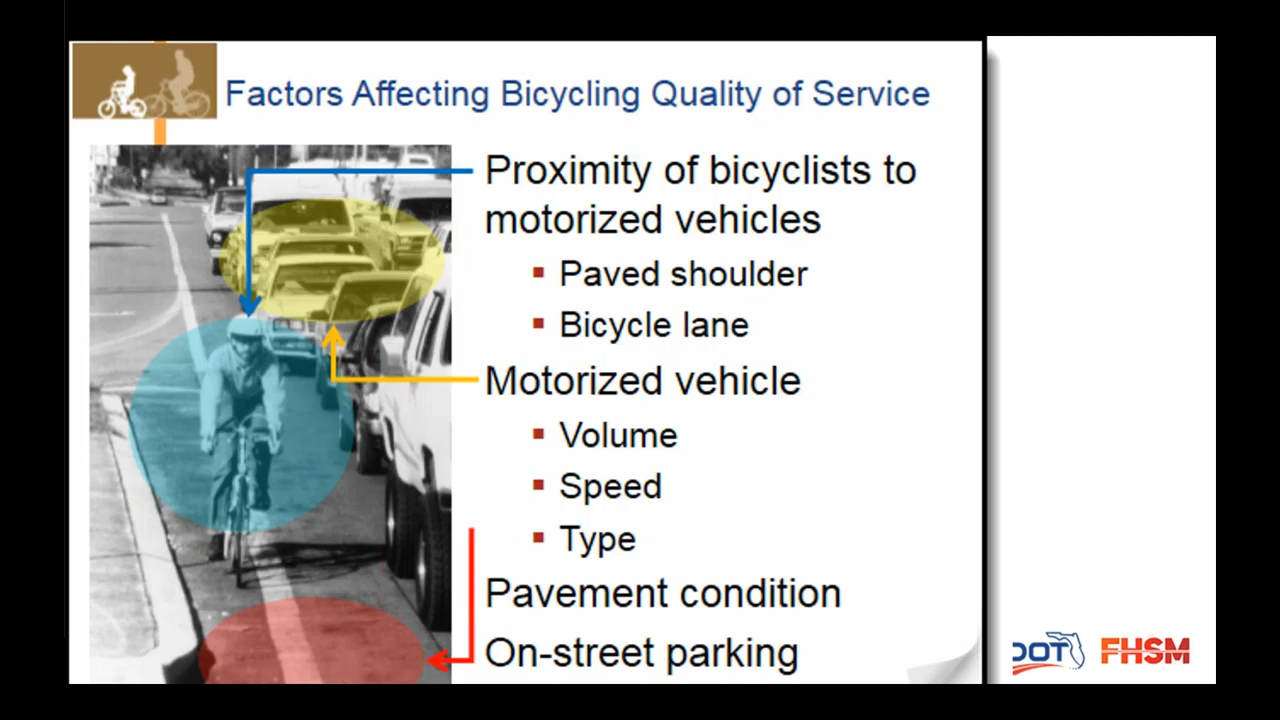 Factors Affecting Bicycling Quality of Service
Proximity of bicyclists to
motorized vehicles
▪ Paved shoulder
▪ Bicycle lane
Motorized vehicle
▪ Volume
▪ Speed
▪ Type
Pavement condition
On-street parking
DOT
FHSM